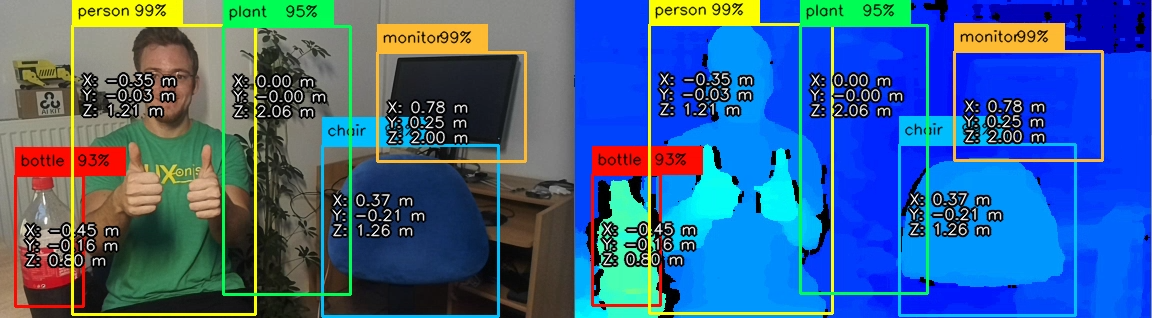 person 99%
plant 95%
monitor99%
X: -0.35 m
Y: -0.03 m
Z: 1.21 m
X: 0.00 m
Y: -0.00 m
Z: 2.06 m
X: 0.78 m
Y: 0.25 m
Z: 2.00 m
chair
bottle 93%
X: 0.37 m
Y: -0.21 m
Z: 1.26 m
X: -0.45 m
Y: -0.16 m
Z: 0.80 m
UXonis
AI KIT
person 99%
plant 95%
monitor99%
X: -0.35 m
Y: -0.03 m
Z: 1.21 m
X: 0.00 m
Y: -0.00 m
Z: 2.06 m
X: 0.78 m
Y: 0.25 m
Z: 2.00 m
chair
bottle 93%
X: 0.37 m
Y: -0.21 m
Z: 1.26 m
X: -0.45 m
Y: -0.16 m
Z: 0.80 m